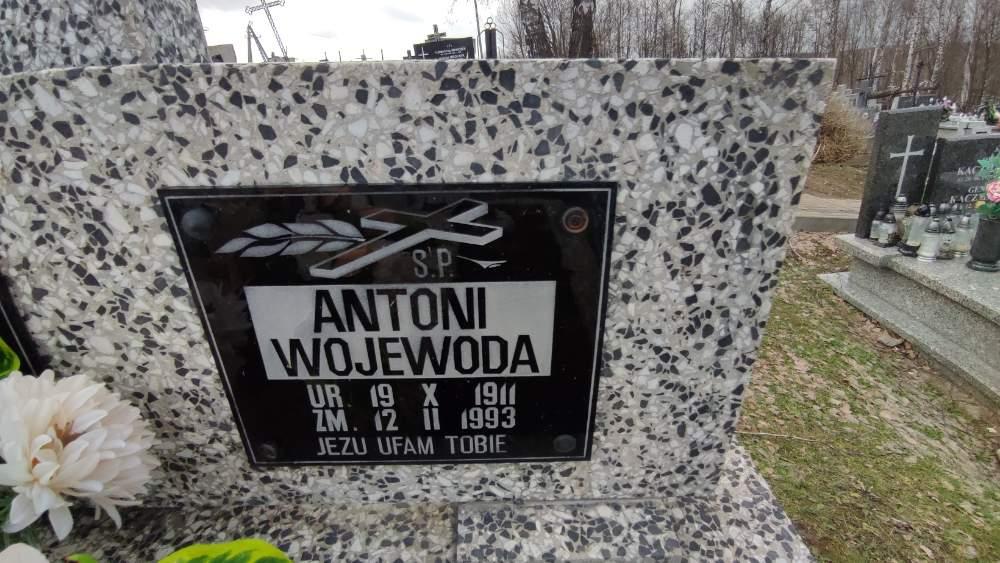 Ś.P.
ANTONI
WOJEWODA
UR. 19 X 1911
ZM. 12 II 1993
JEZU UFAM TOBIE